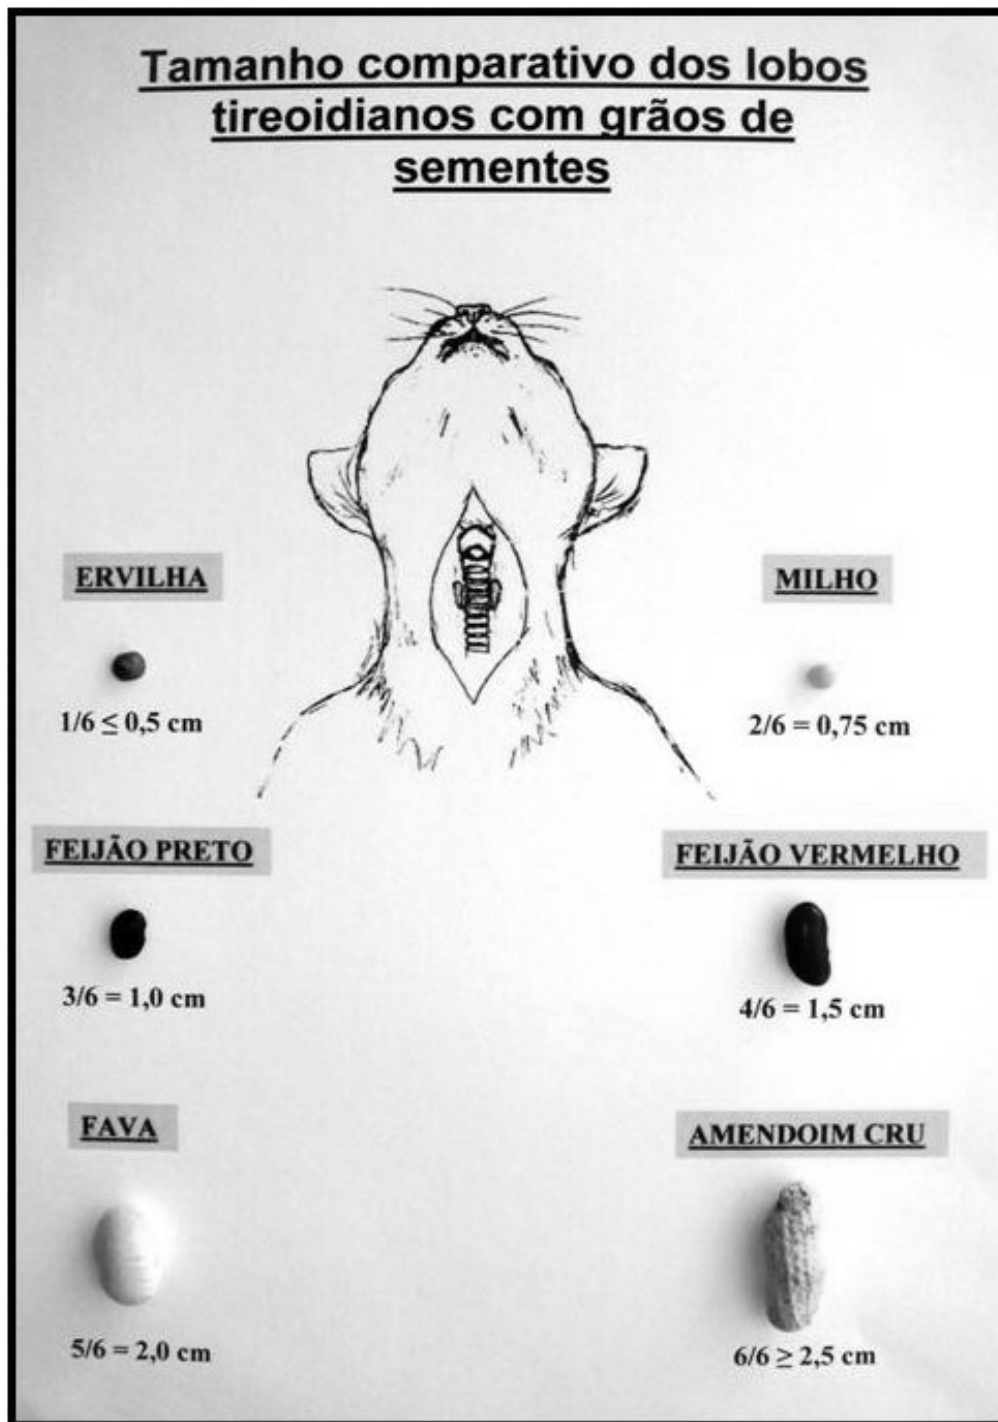 Tamanho comparativo dos lobos
tireoidianos com grãos de
sementes
ERVILHA
1/6 ≤ 0,5 cm
MILHO
2/6 = 0,75 cm
FEIJÃO PRETO
3/6 = 1,0 cm
FEIJÃO VERMELHO
4/6 = 1,5 cm
FAVA
5/6 = 2,0 cm
AMENDOIM CRU
6/6 ≥ 2,5 cm